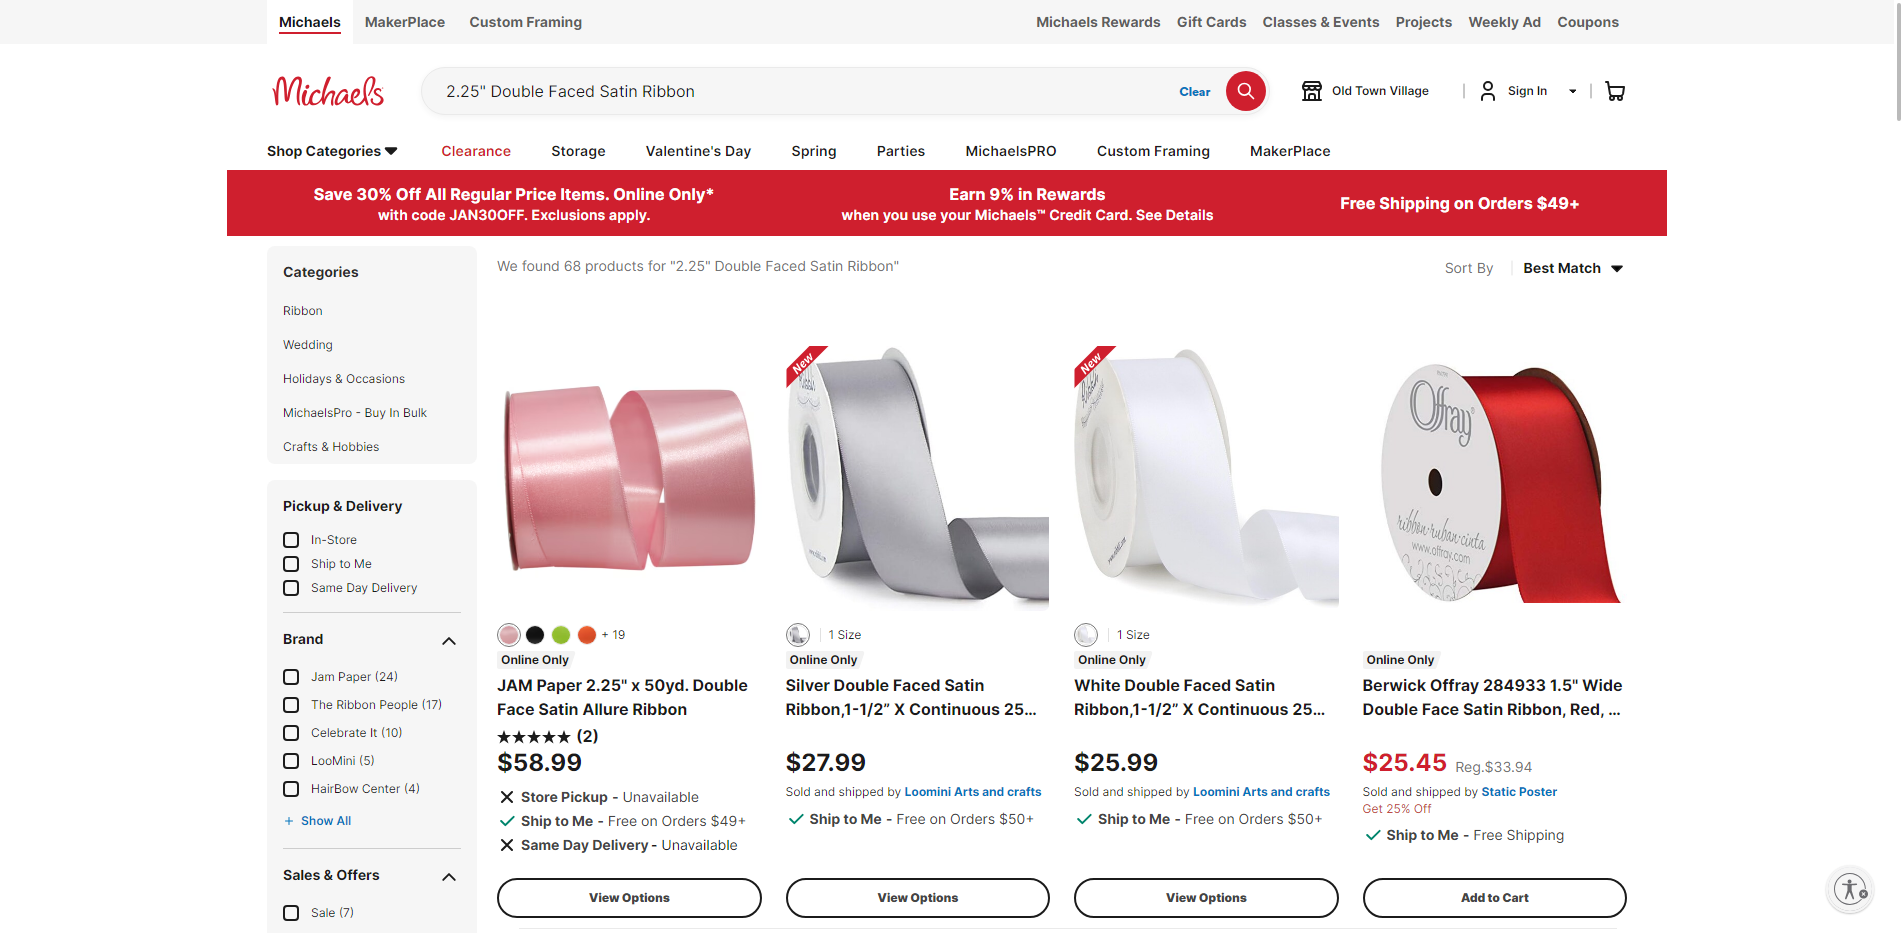 Michaels
MakerPlace
Custom Framing
Michaels Rewards
Gift Cards
Classes & Events
Projects
Weekly Ad
Coupons
Michaels
2.25" Double Faced Satin Ribbon
Clear
Old Town Village
Sign In
Shop Categories
Clearance
Storage
Valentine's Day
Spring
Parties
MichaelsPRO
Custom Framing
MakerPlace
Save 30% Off All Regular Price Items. Online Only*
with code JAN30OFF. Exclusions apply.
Earn 9% in Rewards
when you use your Michaels™ Credit Card. See Details
Free Shipping on Orders $49+
Categories
Ribbon
Wedding
Holidays & Occasions
MichaelsPro - Buy In Bulk
Crafts & Hobbies
Pickup & Delivery
In-Store
Ship to Me
Same Day Delivery
Brand
Jam Paper (24)
The Ribbon People (17)
Celebrate It (10)
LooMini (5)
HairBow Center (4)
+ Show All
Sales & Offers
Sale (7)
We found 68 products for "2.25" Double Faced Satin Ribbon"
Sort By
Best Match
+ 19
Online Only
JAM Paper 2.25" x 50yd. Double
Face Satin Allure Ribbon
(2)
$58.99
Store Pickup - Unavailable
Ship to Me - Free on Orders $49+
Same Day Delivery - Unavailable
View Options
New
1 Size
Online Only
Silver Double Faced Satin
Ribbon,1-1/2” X Continuous 25...
$27.99
Sold and shipped by Loomini Arts and crafts
Ship to Me - Free on Orders $50+
View Options
New
1 Size
Online Only
White Double Faced Satin
Ribbon,1-1/2” X Continuous 25...
$25.99
Sold and shipped by Loomini Arts and crafts
Ship to Me - Free on Orders $50+
View Options
Offray
ribbon·ruban·cinta
www.offray.com
Online Only
Berwick Offray 284933 1.5" Wide
Double Face Satin Ribbon, Red, ...
$25.45 Reg.$33.94
Sold and shipped by Static Poster
Get 25% Off
Ship to Me - Free Shipping
Add to Cart